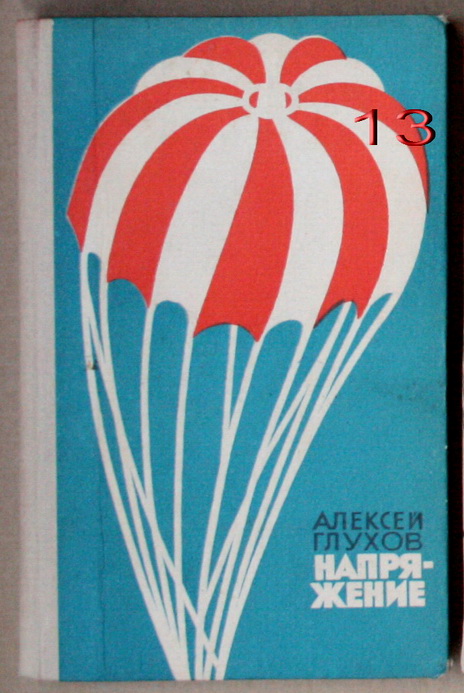 13
АЛЕКСЕЙ
ГЛУХОВ
НАПРЯ-
ЖЕНИЕ